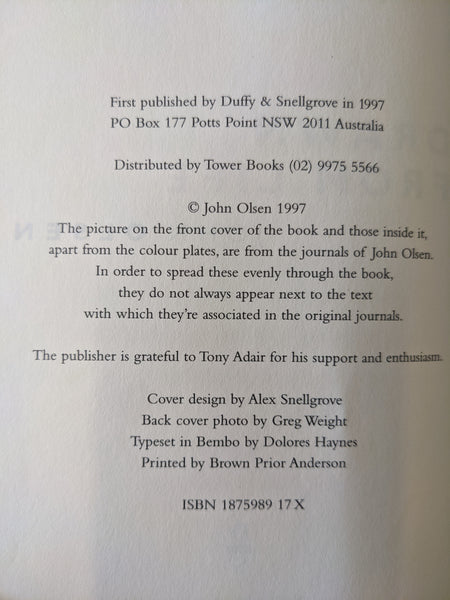 First published by Duffy & Snellgrove in 1997
PO Box 177 Potts Point NSW 2011 Australia
Distributed by Tower Books (02) 9975 5566
© John Olsen 1997
The picture on the front cover of the book and those inside it,
apart from the colour plates, are from the journals of John Olsen.
In order to spread these evenly through the book,
they do not always appear next to the text
with which they're associated in the original journals.
The publisher is grateful to Tony Adair for his support and enthusiasm.
Cover design by Alex Snellgrove
Back cover photo by Greg Weight
Typeset in Bembo by Dolores Haynes
Printed by Brown Prior Anderson
ISBN 1875989 17 X